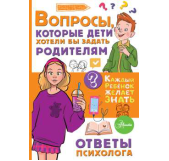 Вопросы,
КОТОРЫЕ ДЕТИ
ХОТЕЛИ БЫ ЗАДАТЬ
РОДИТЕЛЯМ
?
КАЖДЫЙ
РЕБЕНОК
ЖЕЛАЕТ
ЗНАТЬ
ОТВЕТЫ
ПСИХОЛОГА